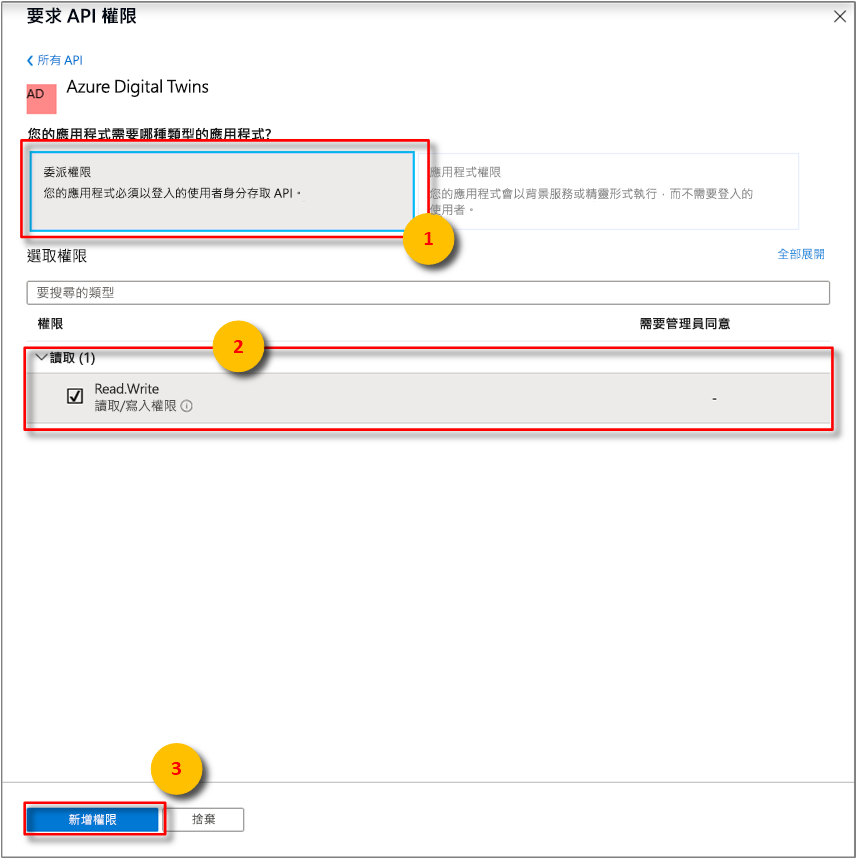 要求 API 權限
所有 API
AD
Azure Digital Twins
您的應用程式需要哪種類型的應用程式?
委派權限
您的應用程式必須以登入的使用者身分存取 API。
應用程式權限
您的應用程式會以背景服務或精靈形式執行，而不需要登入的
使用者。
1
選取權限
全部展開
要搜尋的類型
權限
需要管理員同意
2
讀取 (1)
Read.Write
讀取/寫入權限
-
3
新增權限
捨棄